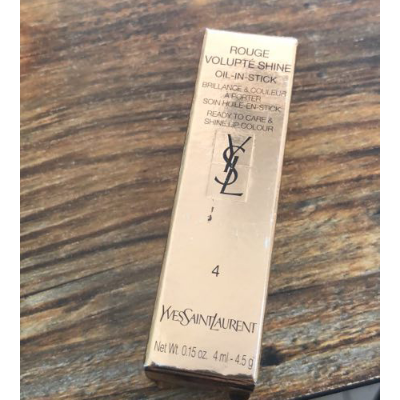 ROUGE
VOLUPTÉ SHINE
OIL-IN-STICK
BRILLANCE & COULEUR
À PORTER
SOIN HUILE-EN-STICK
READY TO CARE &
SHINE UP COLOUR
YSL
4
YVESSAINTLAURENT
Net Wt 0.15 oz. 4 ml - 4.5 g